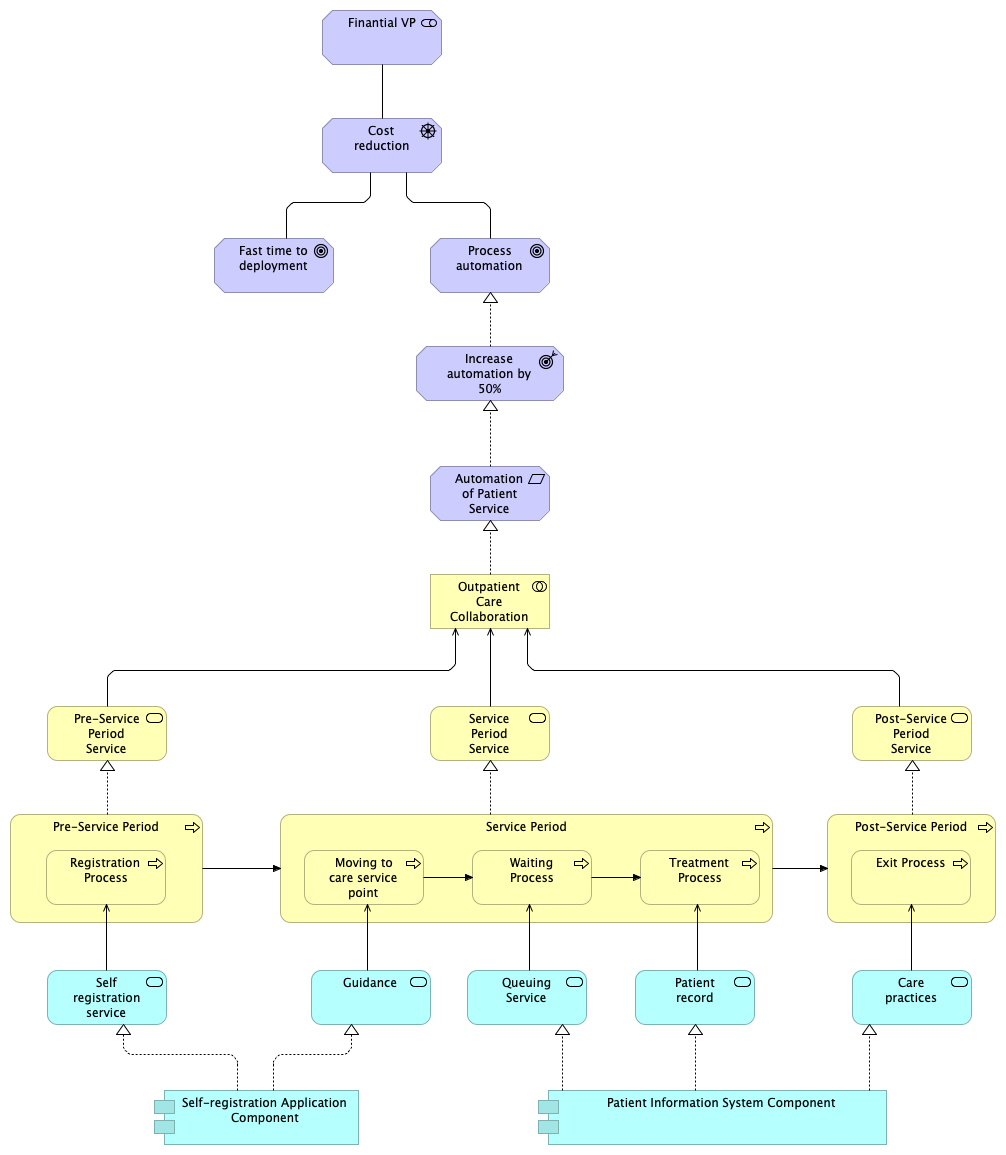 Finantial VP
Cost
reduction
Fast time to
deployment
Process
automation
Increase
automation by
50%
Automation
of Patient
Service
Outpatient
Care
Collaboration
Pre-Service
Period
Service
Service
Period
Service
Post-Service
Period
Service
Pre-Service Period
Service Period
Post-Service Period
Registration
Process
Moving to
care service
point
Waiting
Process
Treatment
Process
Exit Process
Self
registration
service
Guidance
Queuing
Service
Patient
record
Care
practices
Self-registration Application
Component
Patient Information System Component